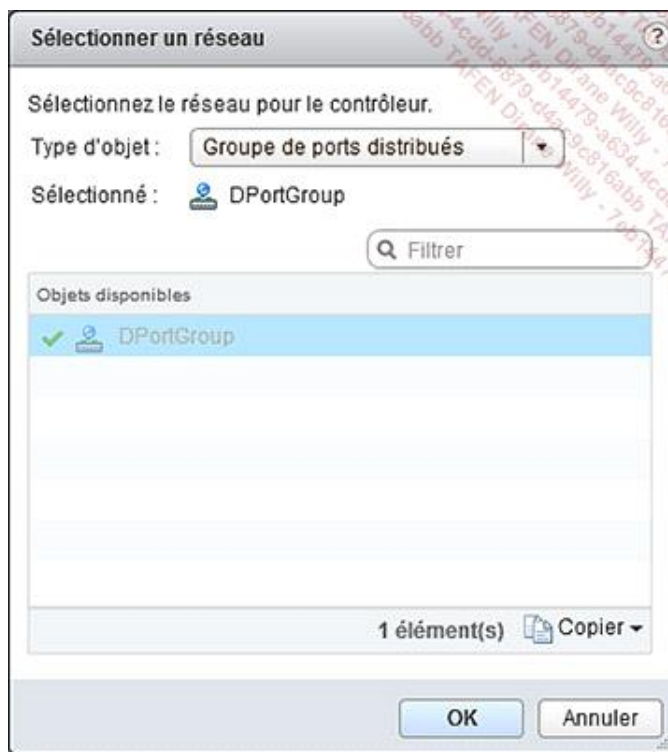 Sélectionner un réseau
?
Sélectionnez le réseau pour le contrôleur.
Type d'objet :
Groupe de ports distribués
Sélectionné :
DPortGroup
Filtrer
Objets disponibles
DPortGroup
1 élément(s)
Copier
OK
Annuler